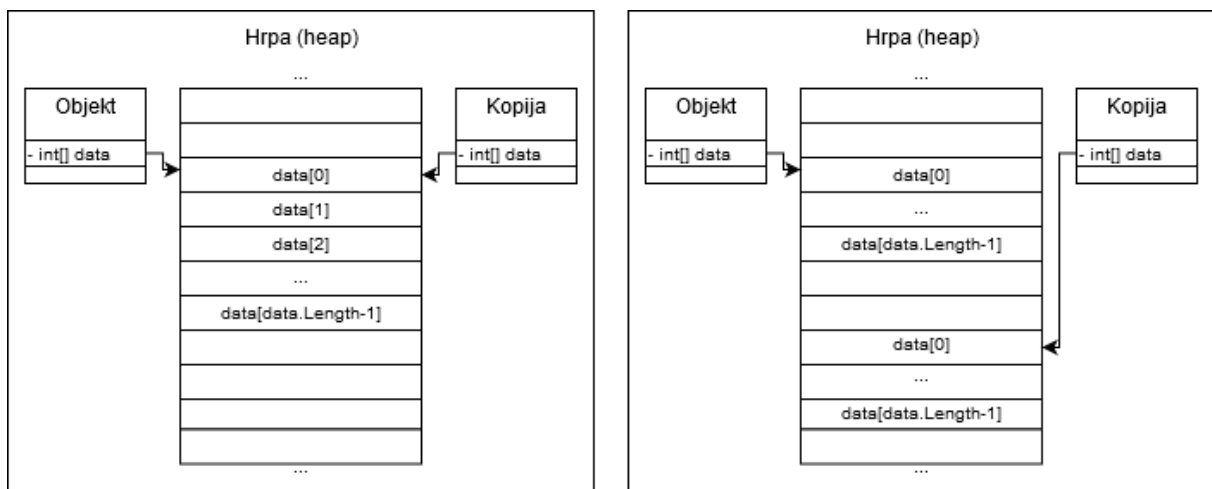 Hrpa (heap)
...
Objekt
- int[] data
Kopija
- int[] data
data[0]
data[1]
data[2]
...
data[data.Length-1]
...
Hrpa (heap)
...
Objekt
- int[] data
Kopija
- int[] data
data[0]
...
data[data.Length-1]
data[0]
...
data[data.Length-1]
...